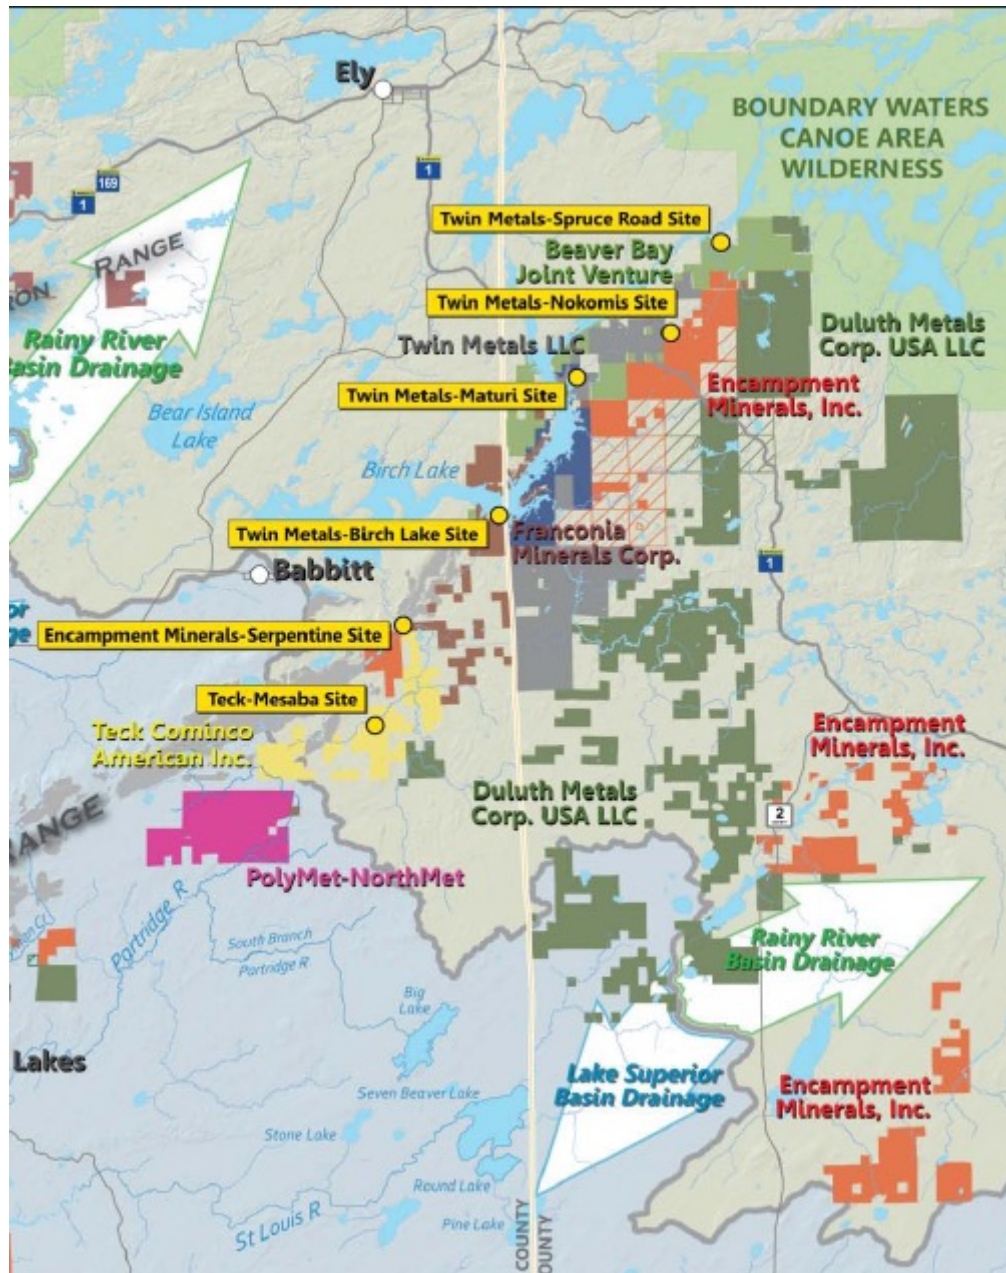 Ely
BOUNDARY WATERS
CANOE AREA
WILDERNESS
1
169
1
Twin Metals-Spruce Road Site
Beaver Bay
Joint Venture
RANGE
Twin Metals-Nokomis Site
Rainy River
Basin Drainage
Twin Metals LLC
Duluth Metals
Corp. USA LLC
Twin Metals-Maturi Site
Encampment
Minerals, Inc.
Bear Island
Lake
Birch Lake
Twin Metals-Birch Lake Site
Franconia
Minerals Corp.
Babbitt
1
Encampment Minerals-Serpentine Site
Teck-Mesaba Site
Teck Cominco
American Inc.
Encampment
Minerals, Inc.
Duluth Metals
Corp. USA LLC
2
RANGE
PolyMet-NorthMet
Partridge R
South Branch
Partridge R
Rainy River
Basin Drainage
Big
Lake
Lakes
Lake Superior
Basin Drainage
Seven Beaver Lake
Encampment
Minerals, Inc.
Stone Lake
Round Lake
St Louis R
Pine Lake
COUNTY
OUNTY